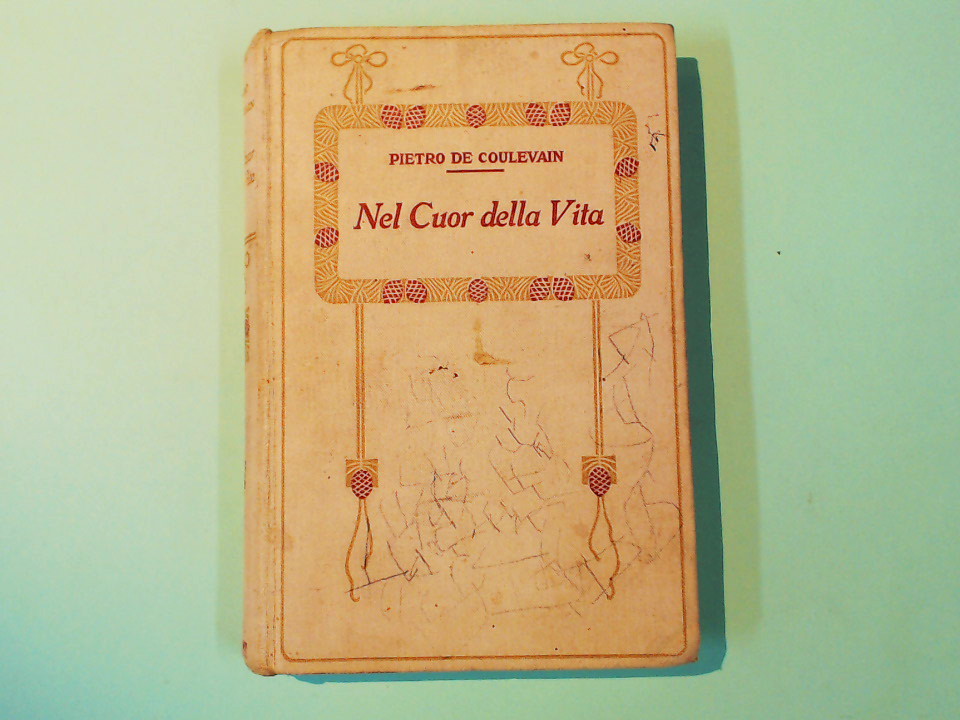 PIETRO DE COULEVAIN
Nel Cuor della Vita